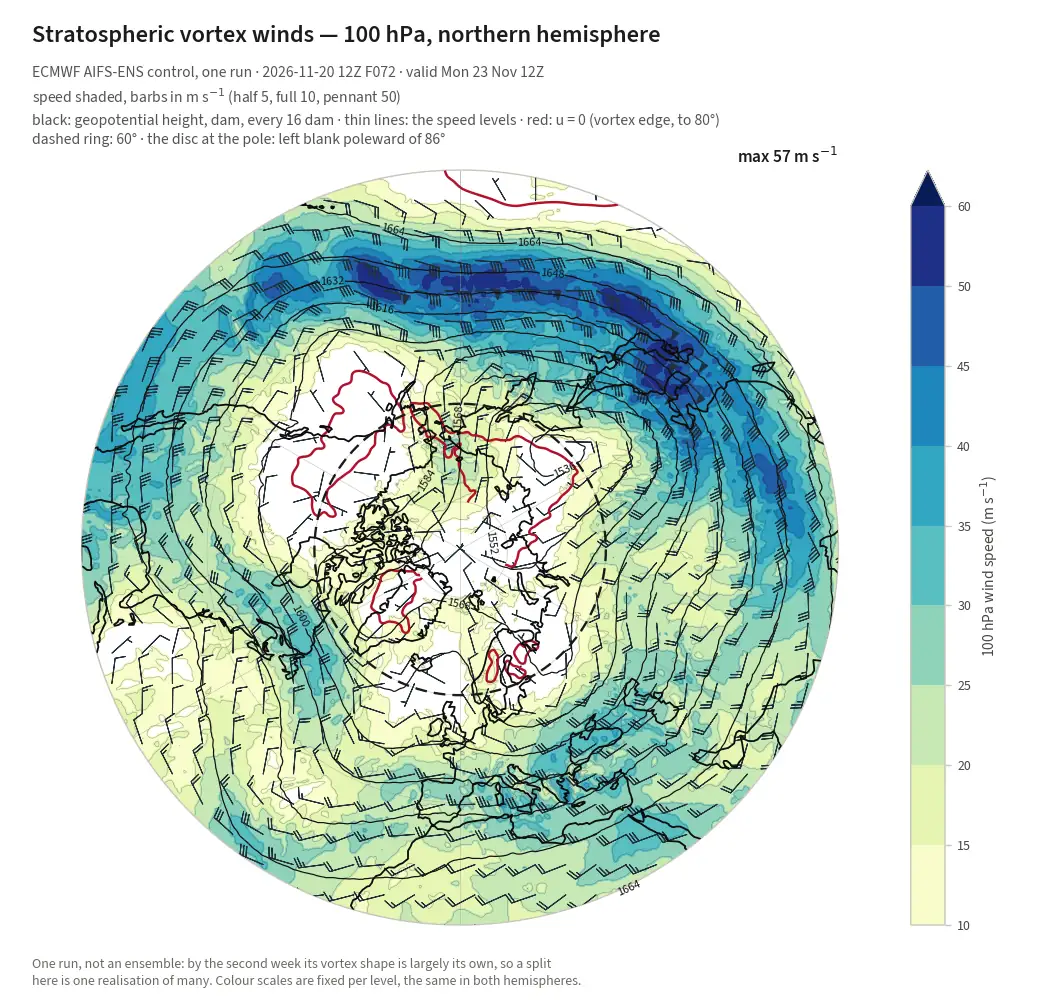 Stratospheric vortex winds — 100 hPa, northern hemisphere
ECMWF AIFS-ENS control, one run · 2026-11-20 12Z F072 · valid Mon 23 Nov 12Z
speed shaded, barbs in m s⁻¹ (half 5, full 10, pennant 50)
black: geopotential height, dam, every 16 dam · thin lines: the speed levels · red: u = 0 (vortex edge, to 80°)
dashed ring: 60° · the disc at the pole: left blank poleward of 86°
max 57 m s⁻¹
1664
1664
1648
1632
1616
1568
1584
1536
1552
1568
1600
1664
60
50
45
40
35
30
25
20
15
10
100 hPa wind speed (m s⁻¹)
One run, not an ensemble: by the second week its vortex shape is largely its own, so a split
here is one realisation of many. Colour scales are fixed per level, the same in both hemispheres.